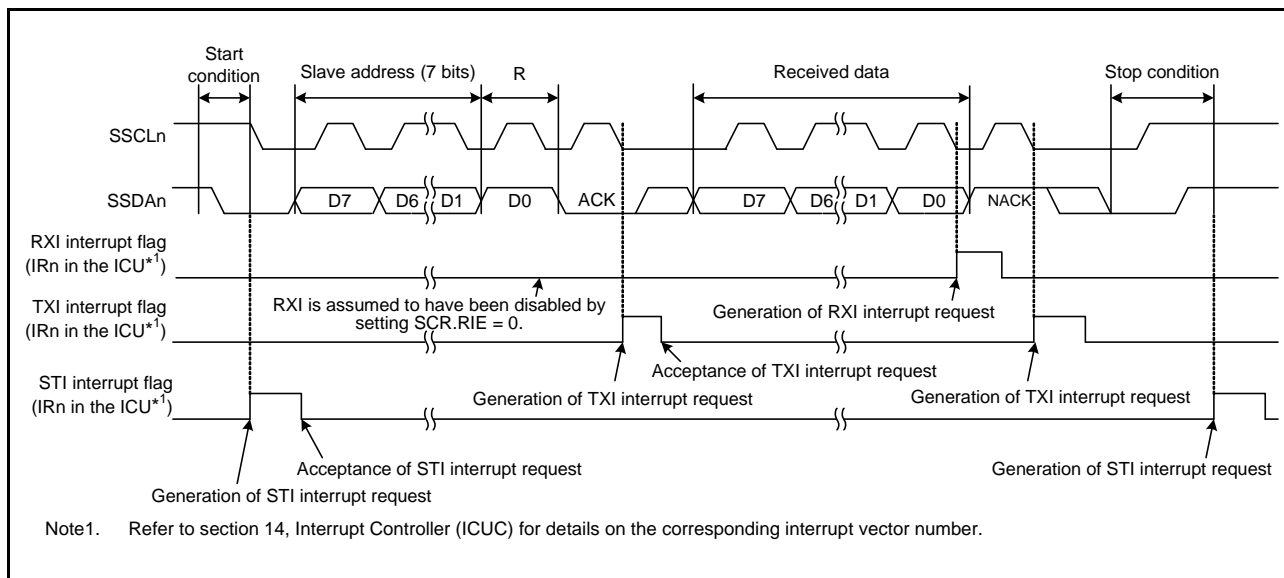 Start
condition
Slave address (7 bits)
R
Received data
Stop condition
SSCLn
SSDAn
D7
D6
D1
D0
ACK
D7
D6
D1
D0
NACK
RXI interrupt flag
(IRn in the ICU*1)
RXI is assumed to have been disabled by
setting SCR.RIE = 0.
Generation of RXI interrupt request
TXI interrupt flag
(IRn in the ICU*1)
Acceptance of TXI interrupt request
Generation of TXI interrupt request
Generation of TXI interrupt request
STI interrupt flag
(IRn in the ICU*1)
Acceptance of STI interrupt request
Generation of STI interrupt request
Generation of STI interrupt request
Note1. Refer to section 14, Interrupt Controller (ICUC) for details on the corresponding interrupt vector number.